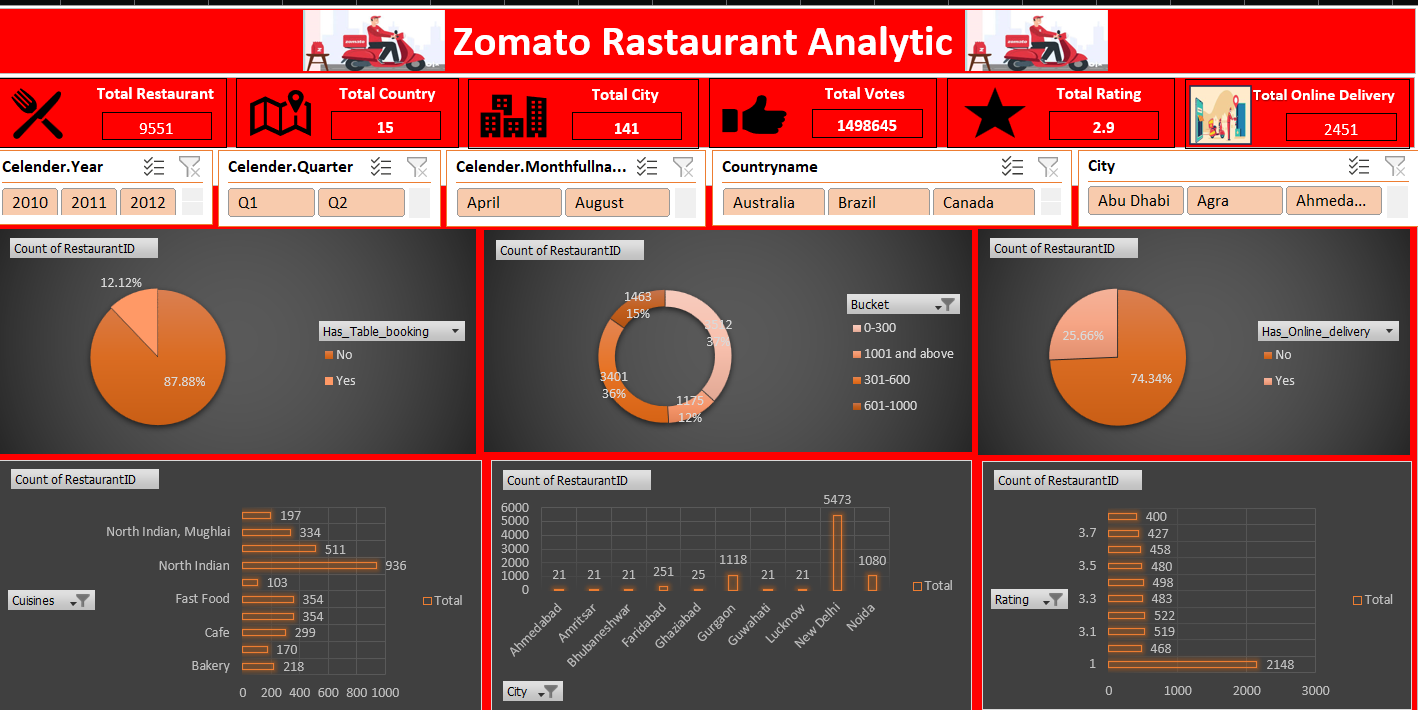 Zomato Rastaurant Analytic
Total Restaurant
9551
Total Country
15
Total City
141
Total Votes
1498645
Total Rating
2.9
Total Online Delivery
2451
Celender.Year
2010 2011 2012
Celender.Quarter
Q1 Q2
Celender.Monthfullna...
April August
Countryname
Australia Brazil Canada
City
Abu Dhabi Agra Ahmeda...
Count of RestaurantID
12.12%
87.88%
Has_Table_booking
No
Yes
Count of RestaurantID
1463
15%
3401
36%
1175
12%
Bucket
0-300
1001 and above
301-600
601-1000
Count of RestaurantID
25.66%
74.34%
Has_Online_delivery
No
Yes
Count of RestaurantID
197
North Indian, Mughlai 334
511
North Indian 936
103
Fast Food 354
354
Cafe 299
170
Bakery 218
0 200 400 600 800 1000
Cuisines
Total
Count of RestaurantID
6000
5000
4000
3000
2000
1000
0
21 21 21 251 25 1118 21 21 5473 1080
Ahmedabad
Amritsar
Bhubaneshwar
Faridabad
Ghaziabad
Gurgaon
Guwahati
Lucknow
New Delhi
Noida
Total
City
Count of RestaurantID
400
3.7 427
458
3.5 480
498
3.3 483
522
3.1 519
468
1 2148
0 1000 2000 3000
Rating
Total